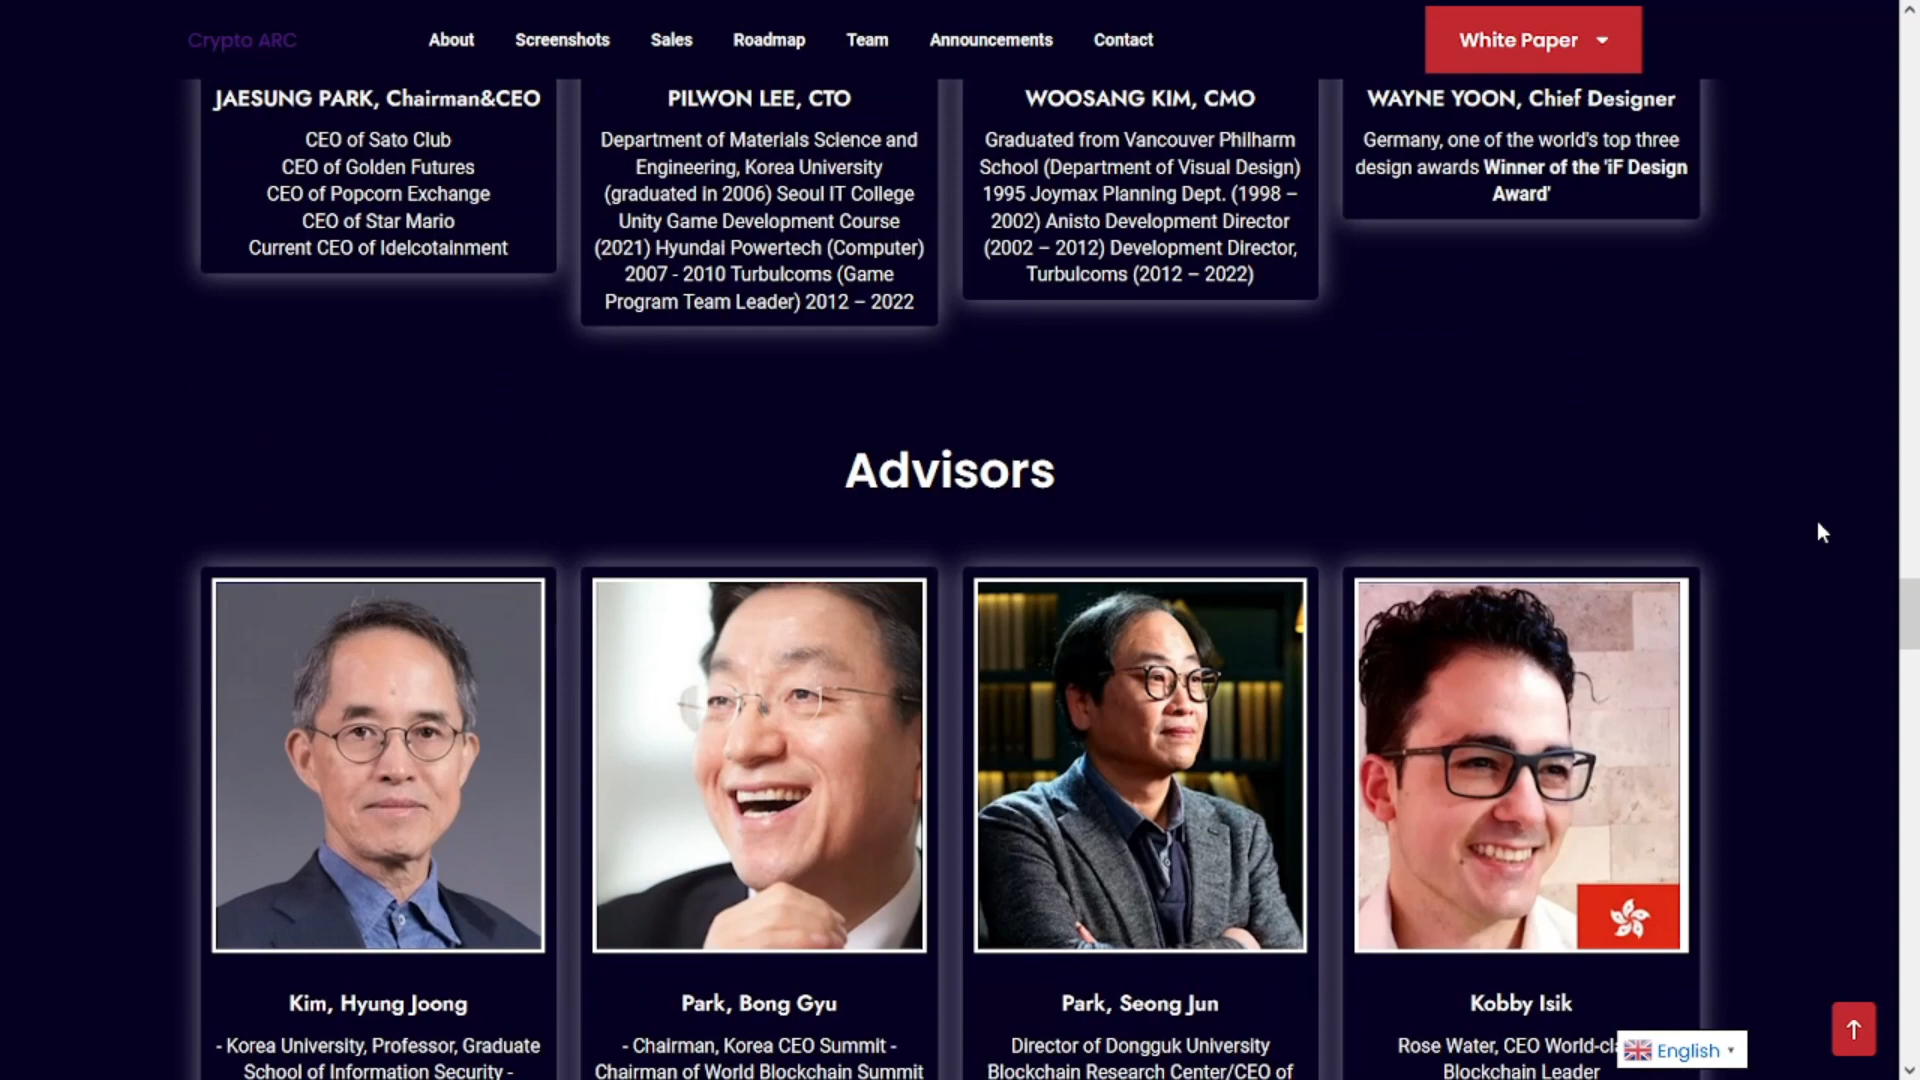 Crypto ARC
About
Screenshots
Sales
Roadmap
Team
Announcements
Contact
White Paper
JAESUNG PARK, Chairman&CEO
CEO of Sato Club
CEO of Golden Futures
CEO of Popcorn Exchange
CEO of Star Mario
Current CEO of Idelcotainment
PILWON LEE, CTO
Department of Materials Science and
Engineering, Korea University
(graduated in 2006) Seoul IT College
Unity Game Development Course
(2021) Hyundai Powertech (Computer)
2007 - 2010 Turbulcoms (Game
Program Team Leader) 2012 – 2022
WOOSANG KIM, CMO
Graduated from Vancouver Philharm
School (Department of Visual Design)
1995 Joymax Planning Dept. (1998 –
2002) Anisto Development Director
(2002 – 2012) Development Director,
Turbulcoms (2012 – 2022)
WAYNE YOON, Chief Designer
Germany, one of the world's top three
design awards Winner of the 'iF Design
Award'
Advisors
Kim, Hyung Joong
- Korea University, Professor, Graduate
School of Information Security -
Park, Bong Gyu
- Chairman, Korea CEO Summit -
Chairman of World Blockchain Summit
Park, Seong Jun
Director of Dongguk University
Blockchain Research Center/CEO of
Kobby Isik
Rose Water, CEO
Blockchain Leader
English